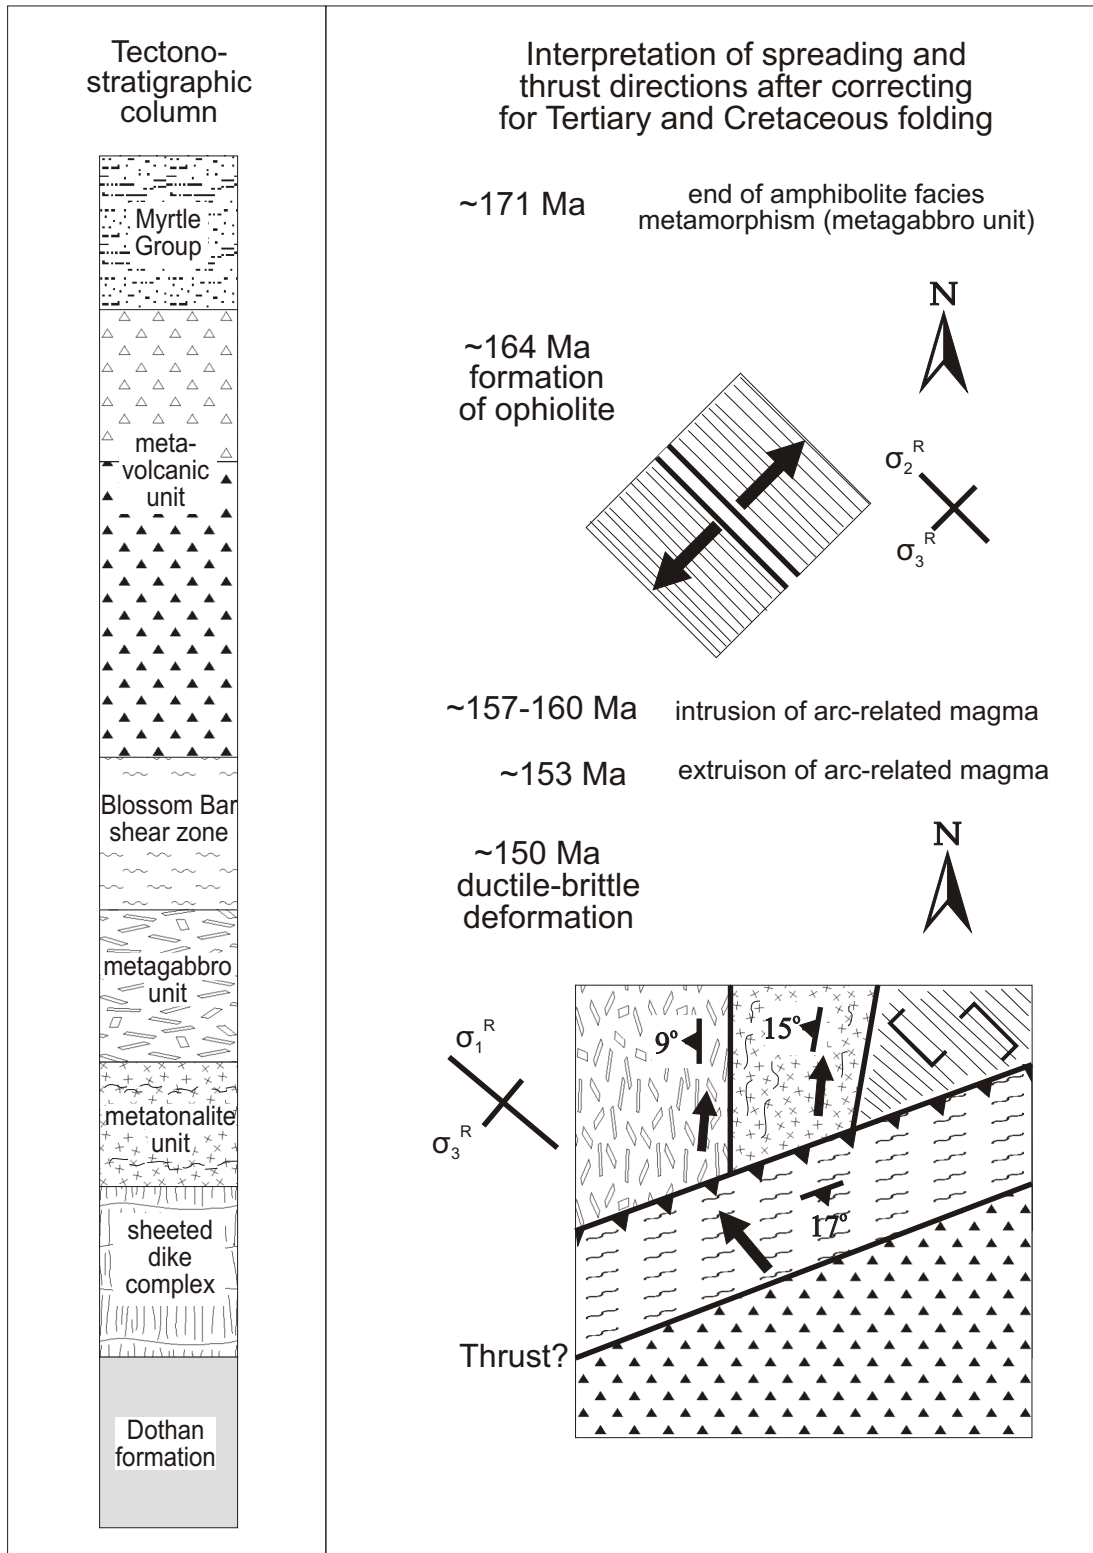 Tectono-
stratigraphic
column
Myrtle
Group
meta-
volcanic
unit
Blossom Bar
shear zone
metagabbro
unit
metatonalite
unit
sheeted
dike
complex
Dothan
formation
Interpretation of spreading and
thrust directions after correcting
for Tertiary and Cretaceous folding
~171 Ma
end of amphibolite facies
metamorphism (metagabbro unit)
~164 Ma
formation
of ophiolite
N
σ2R
σ3R
~157-160 Ma
intrusion of arc-related magma
~153 Ma
extruison of arc-related magma
~150 Ma
ductile-brittle
deformation
N
σ1R
σ3R
9°
15°
17°
Thrust?